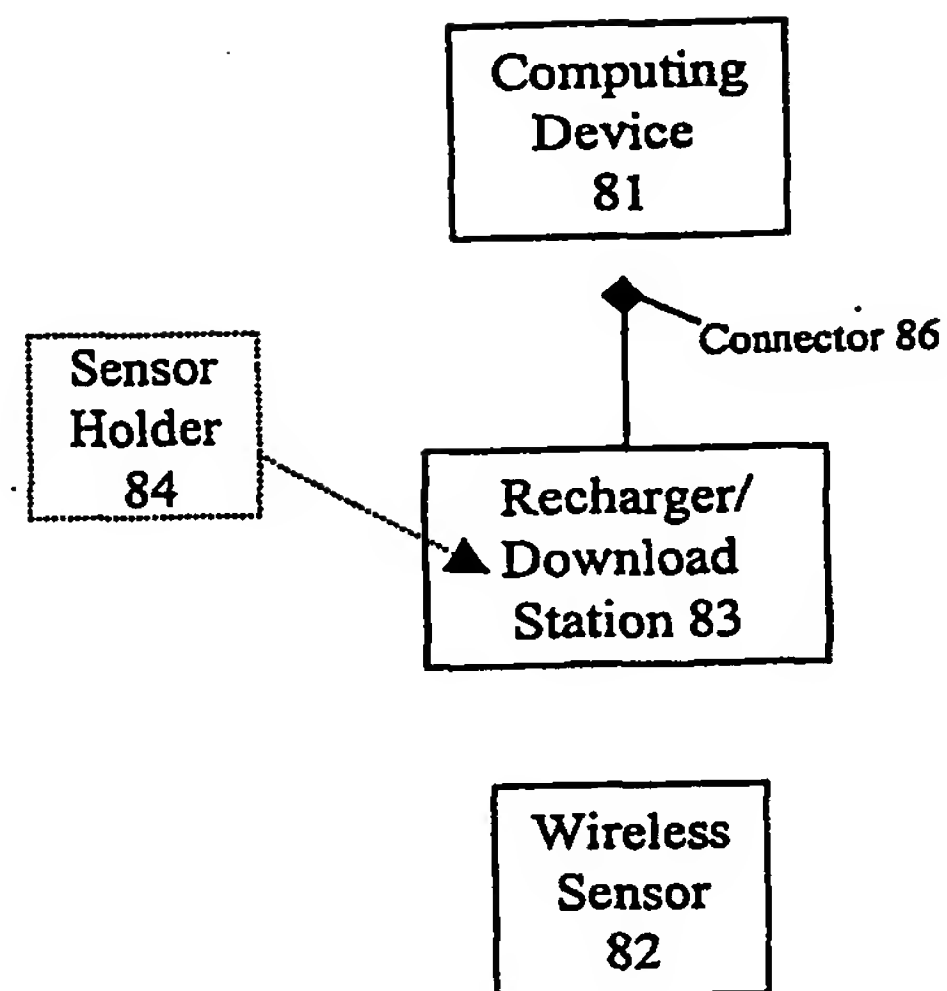 Computing
Device
81
Connector 86
Sensor
Holder
84
Recharger/
Download
Station 83
Wireless
Sensor
82